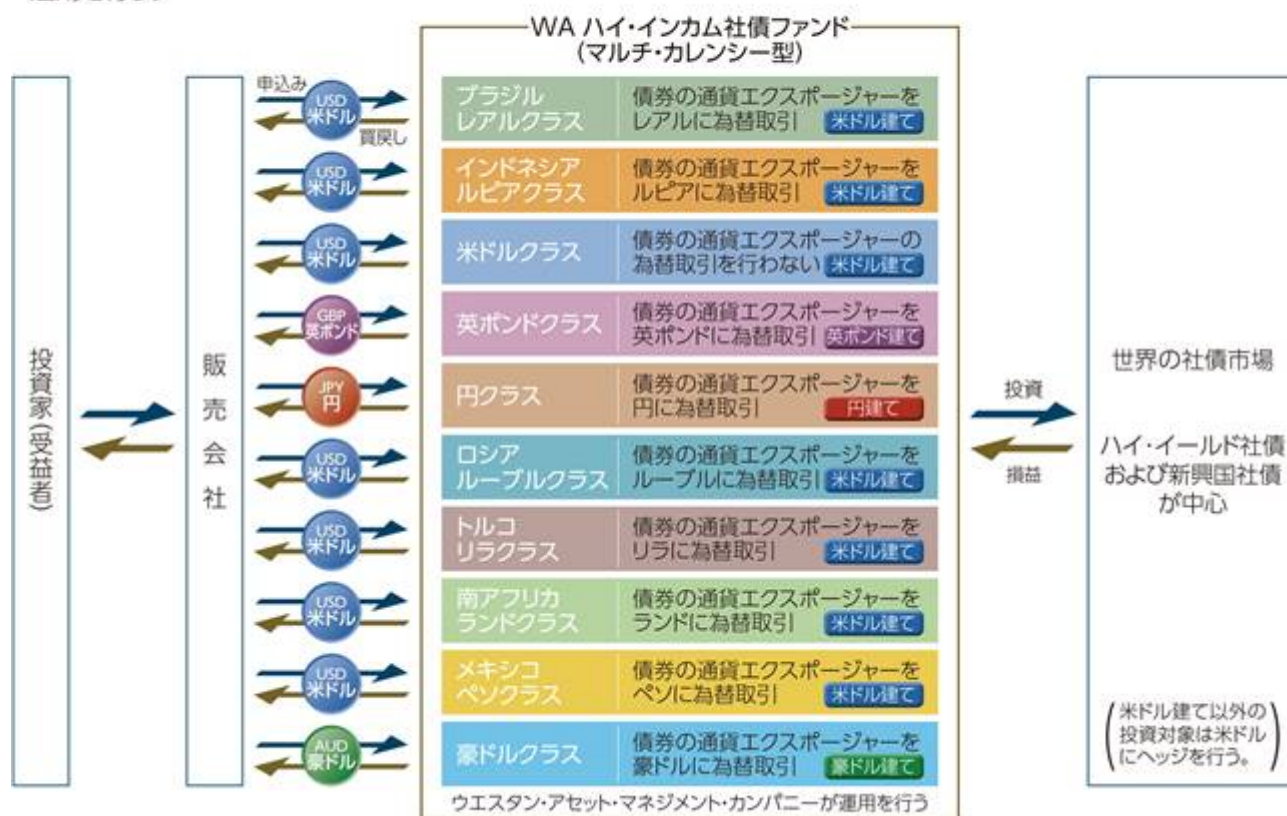 WA ハイ・インカム社債ファンド
(マルチ・カレンシー型)
投資家(受益者)
販売会社
申込み
買戻し
USD
米ドル
ブラジル
レアルクラス
債券の通貨エクスポージャーを
レアルに為替取引 米ドル建て
USD
米ドル
インドネシア
ルピアクラス
債券の通貨エクスポージャーを
ルピアに為替取引 米ドル建て
USD
米ドル
米ドルクラス
債券の通貨エクスポージャーの
為替取引を行わない 米ドル建て
GBP
英ポンド
英ポンドクラス
債券の通貨エクスポージャーを
英ポンドに為替取引 英ポンド建て
JPY
円
円クラス
債券の通貨エクスポージャーを
円に為替取引 円建て
USD
米ドル
ロシア
ルーブルクラス
債券の通貨エクスポージャーを
ルーブルに為替取引 米ドル建て
USD
米ドル
トルコ
リラクラス
債券の通貨エクスポージャーを
リラに為替取引 米ドル建て
USD
米ドル
南アフリカ
ランドクラス
債券の通貨エクスポージャーを
ランドに為替取引 米ドル建て
USD
米ドル
メキシコ
ペソクラス
債券の通貨エクスポージャーを
ペソに為替取引 米ドル建て
AUD
豪ドル
豪ドルクラス
債券の通貨エクスポージャーを
豪ドルに為替取引 豪ドル建て
ウエスタン・アセット・マネジメント・カンパニーが運用を行う
投資
損益
世界の社債市場
ハイ・イールド社債
および新興国社債
が中心
(米ドル建て以外の
投資対象は米ドル
にヘッジを行う。)